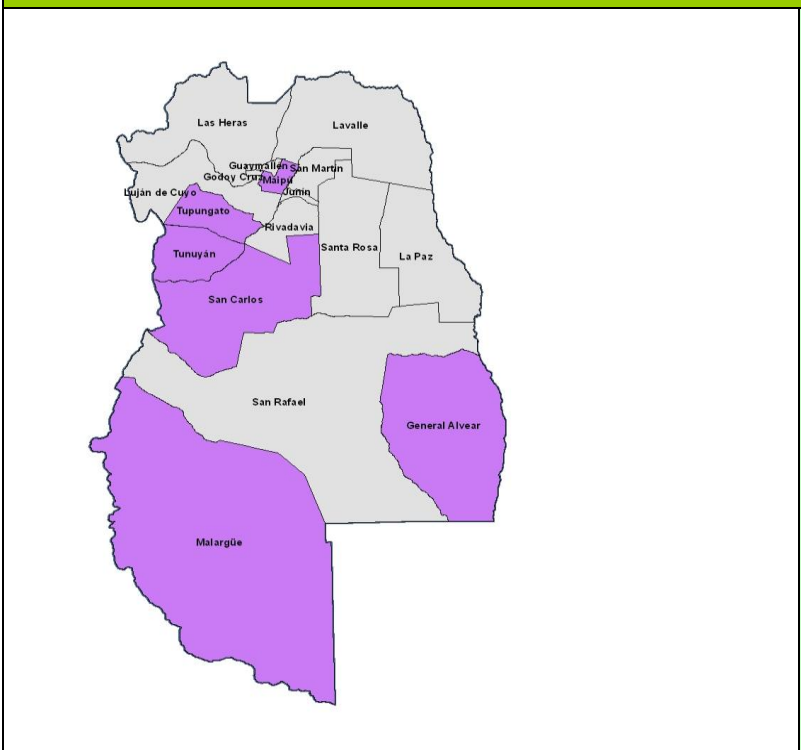 Las Heras
Lavalle
Guaymallén
San Martín
Godoy Cruz
Maipú
Junín
Luján de Cuyo
Tupungato
Rivadavia
Tunuyán
Santa Rosa
La Paz
San Carlos
San Rafael
General Alvear
Malargüe